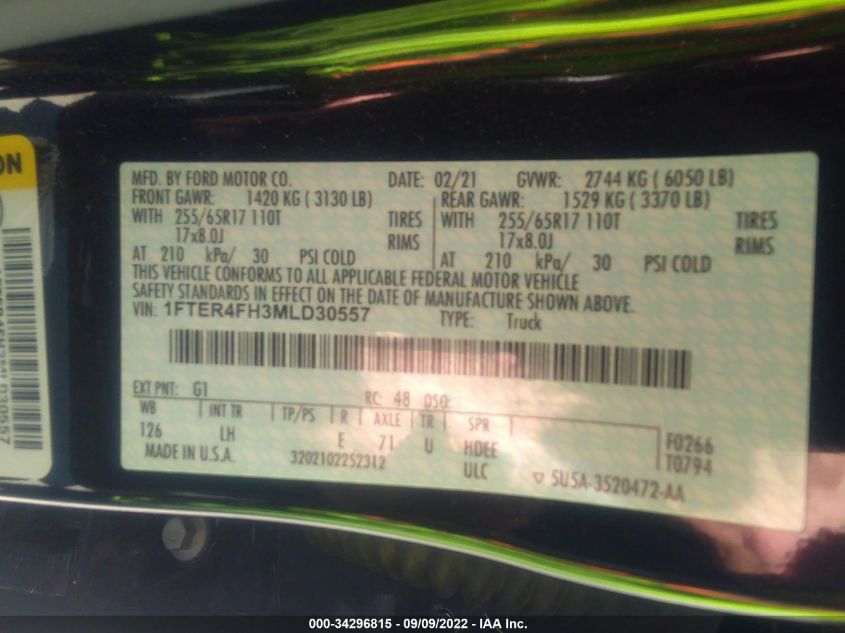 ON
MFD. BY FORD MOTOR CO. DATE: 02/21 GVWR: 2744 KG ( 6050 LB)
FRONT GAWR: 1420 KG ( 3130 LB) REAR GAWR: 1529 KG ( 3370 LB)
WITH 255/65R17 110T TIRES WITH 255/65R17 110T TIRES
17x8.0J RIMS 17x8.0J RIMS
AT 210 kPa/ 30 PSI COLD AT 210 kPa/ 30 PSI COLD
THIS VEHICLE CONFORMS TO ALL APPLICABLE FEDERAL MOTOR VEHICLE
SAFETY STANDARDS IN EFFECT ON THE DATE OF MANUFACTURE SHOWN ABOVE.
VIN: 1FTER4FH3MLD30557 TYPE: Truck
EXT PNT: G1 RC: 48 DSO:
WB INT TR TP/PS R AXLE TR SPR
126 LH E 71 U HDEE F0266
MADE IN U.S.A. 3202102252312 ULC T0794
5U5A-3520472-AA
000-34296815 - 09/09/2022 - IAA Inc.